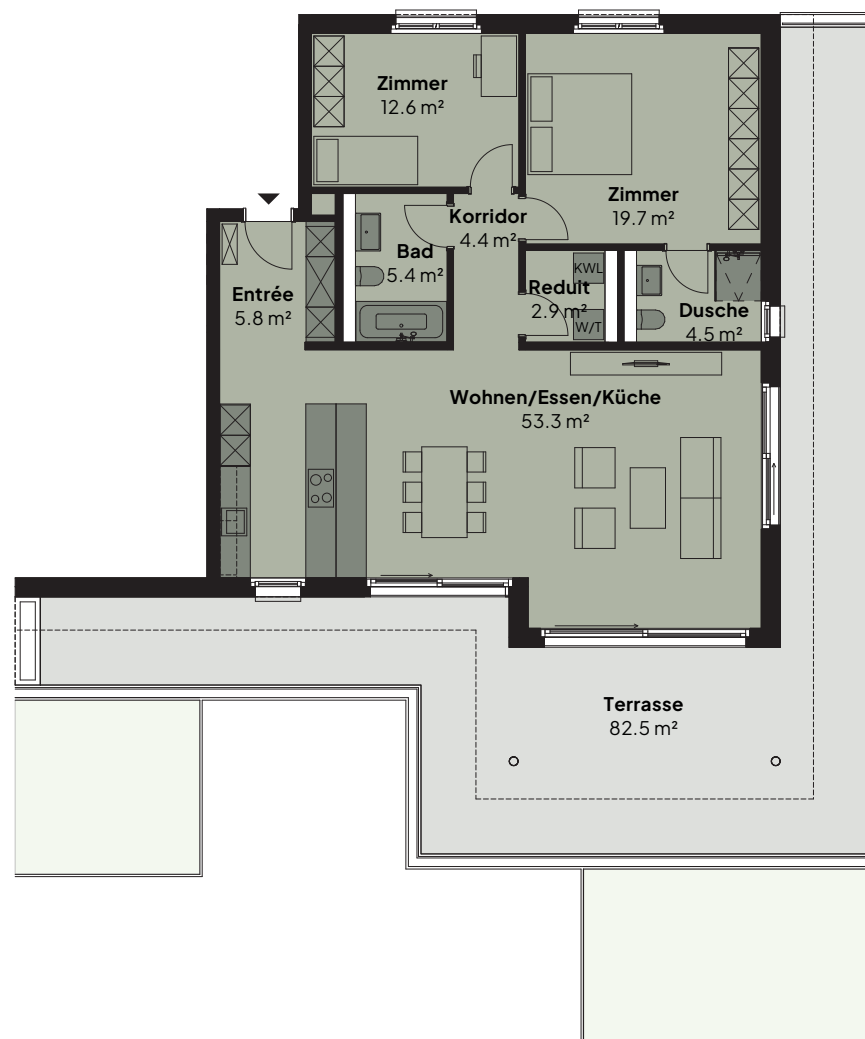 Zimmer
12.6 m²
Zimmer
19.7 m²
Korridor
4.4 m²
Bad
5.4 m²
Entrée
5.8 m²
Reduit
2.9 m²
KWL
W/T
Dusche
4.5 m²
Wohnen/Essen/Küche
53.3 m²
Terrasse
82.5 m²